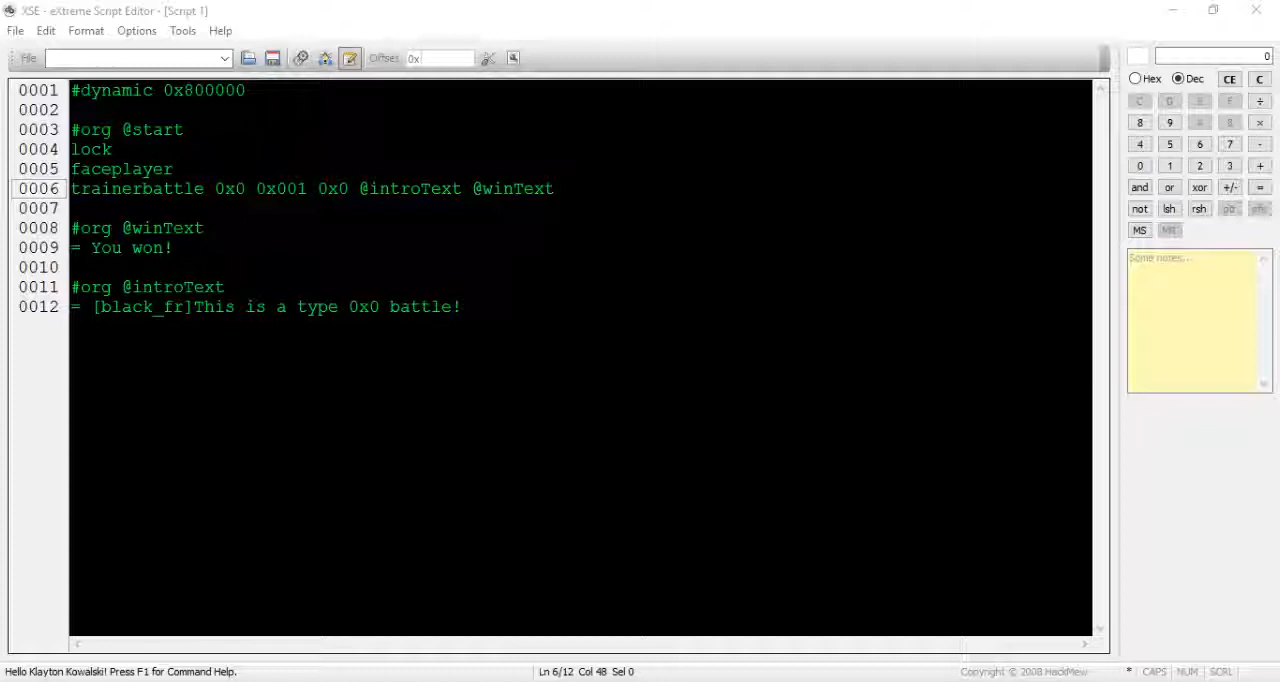 XSE - eXtreme Script Editor - [Script 1]
File Edit Format Options Tools Help
File Offset 0x
0
Hex Dec CE C
8 9
4 5 6 7 -
0 1 2 3 +
and or xor +/- =
not lsh rsh
MS
Some notes...
0001 #dynamic 0x800000
0002
0003 #org @start
0004 lock
0005 faceplayer
0006 trainerbattle 0x0 0x001 0x0 @introText @winText
0007
0008 #org @winText
0009 = You won!
0010
0011 #org @introText
0012 = [black_fr]This is a type 0x0 battle!
Hello Klayton Kowalski! Press F1 for Command Help. Ln 6/12 Col 48 Sel 0 Copyright © 2008 HackMew * CAPS NUM SCRL